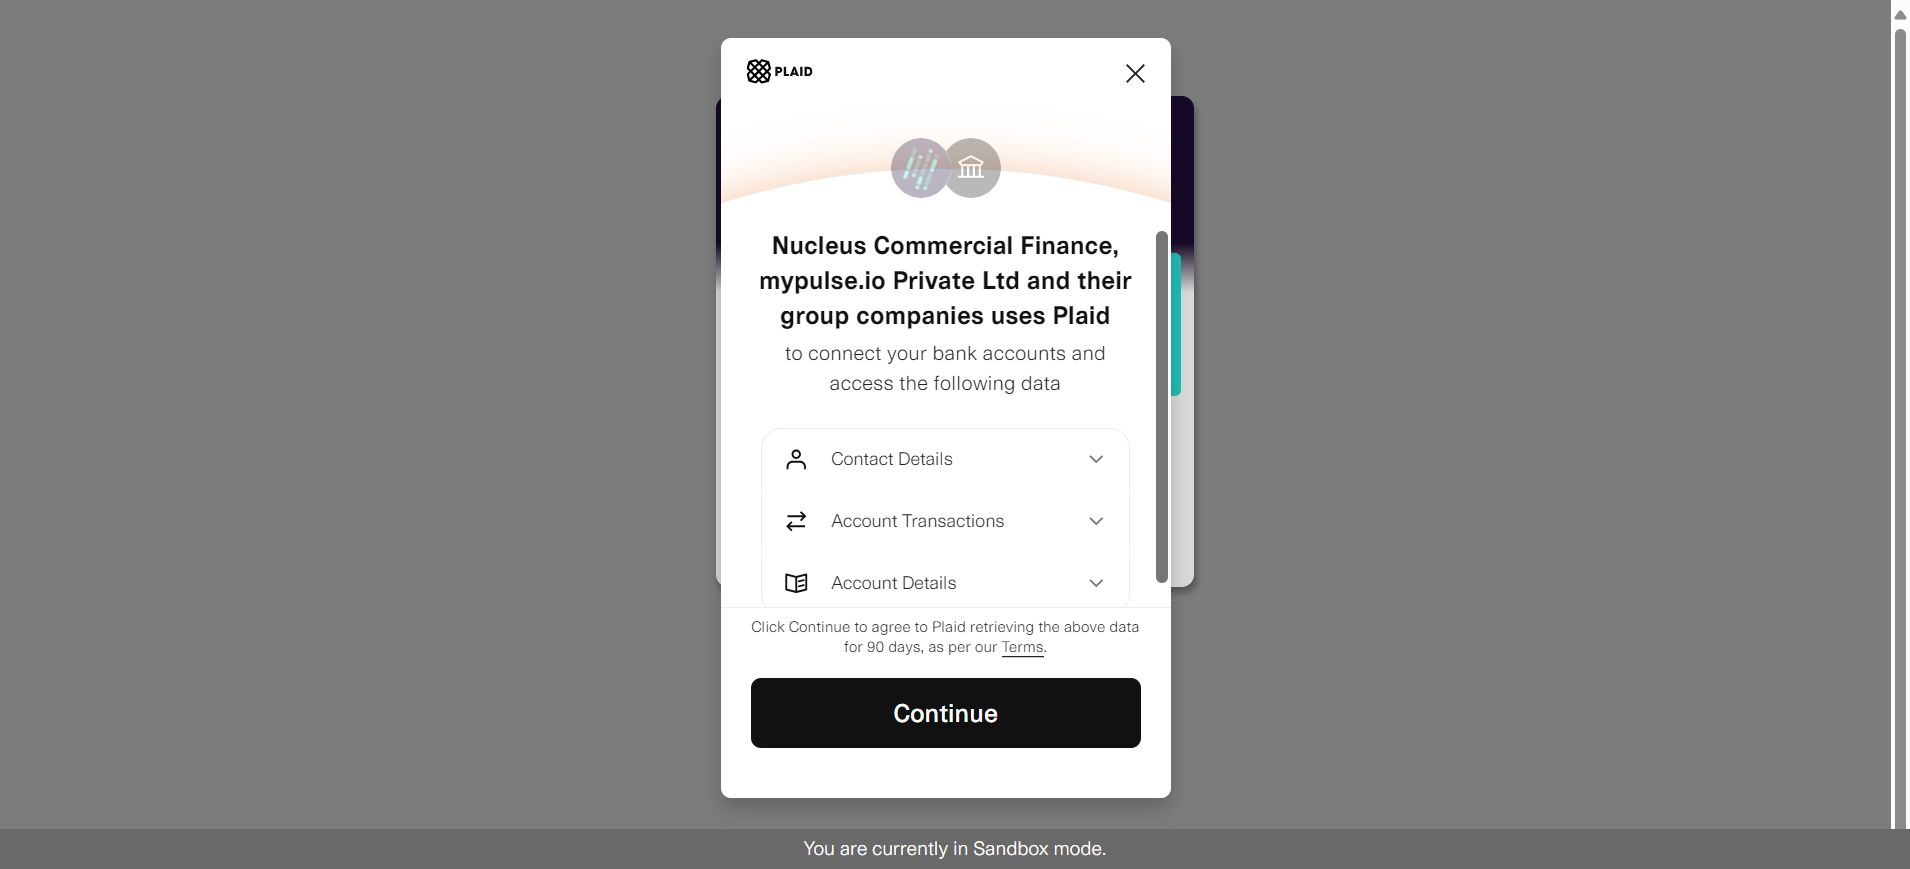 PLAID
Nucleus Commercial Finance,
mypulse.io Private Ltd and their
group companies uses Plaid
to connect your bank accounts and
access the following data
Contact Details
Account Transactions
Account Details
Click Continue to agree to Plaid retrieving the above data
for 90 days, as per our Terms.
Continue
You are currently in Sandbox mode.